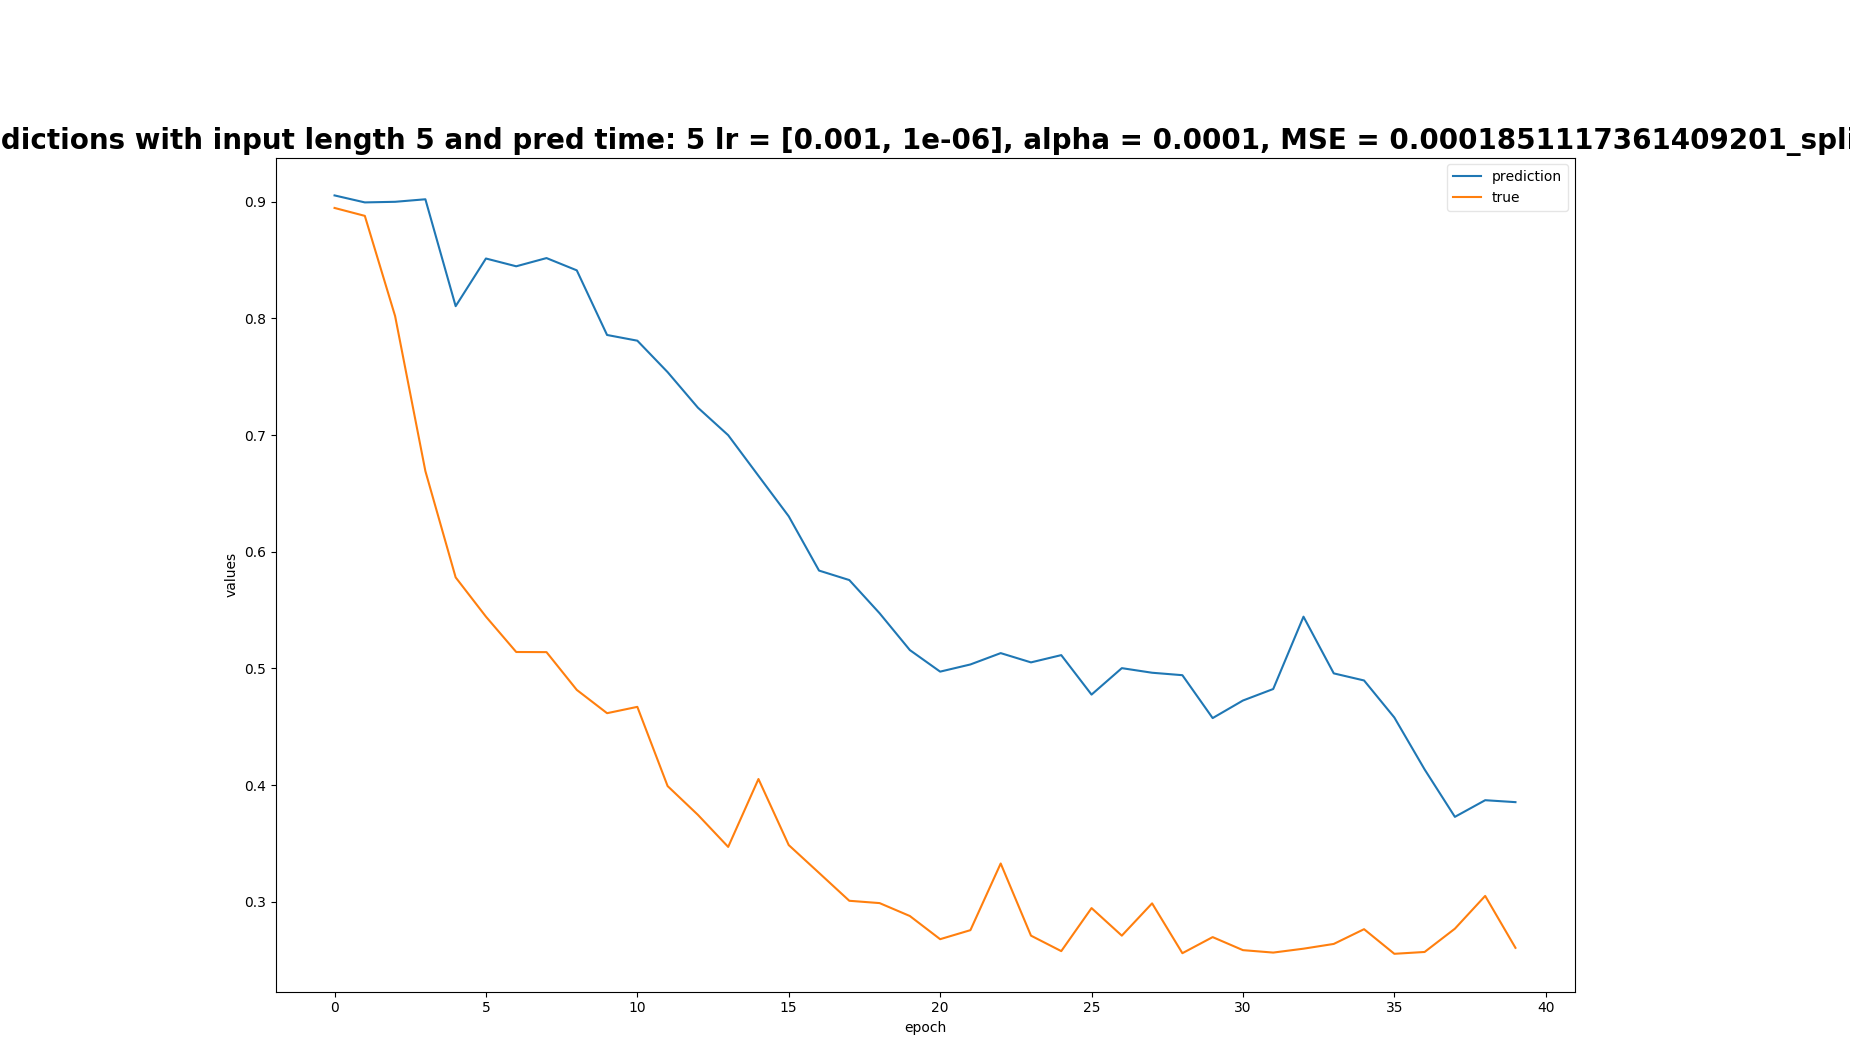 dictions with input length 5 and pred time: 5 lr = [0.001, 1e-06], alpha = 0.0001, MSE = 0.0001851117361409201_spli
prediction
true
0.9
0.8
0.7
0.6
0.5
0.4
0.3
values
0 5 10 15 20 25 30 35 40
epoch